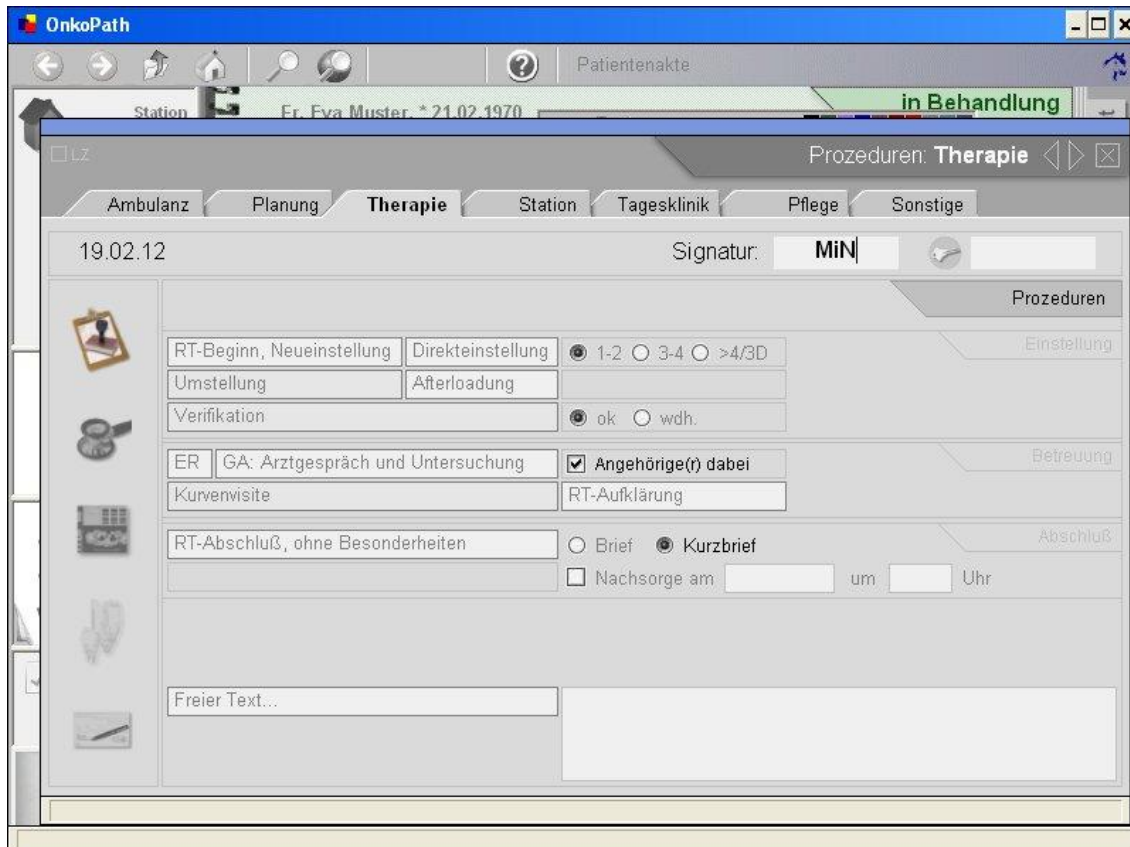 OnkoPath
Patientenakte
Station
Fr. Eva Muster, * 21.02.1970
in Behandlung
LZ
Prozeduren: Therapie
Ambulanz Planung Therapie Station Tagesklinik Pflege Sonstige
19.02.12 Signatur: MiN
Prozeduren
RT-Beginn, Neueinstellung Direkteinstellung 1-2 3-4 >4/3D Einstellung
Umstellung Afterloadung
Verifikation ok wdh.
ER GA: Arztgespräch und Untersuchung Angehörige(r) dabei Betreuung
Kurvenvisite RT-Aufklärung
RT-Abschluß, ohne Besonderheiten Brief Kurzbrief Abschluß
Nachsorge am um Uhr
Freier Text...